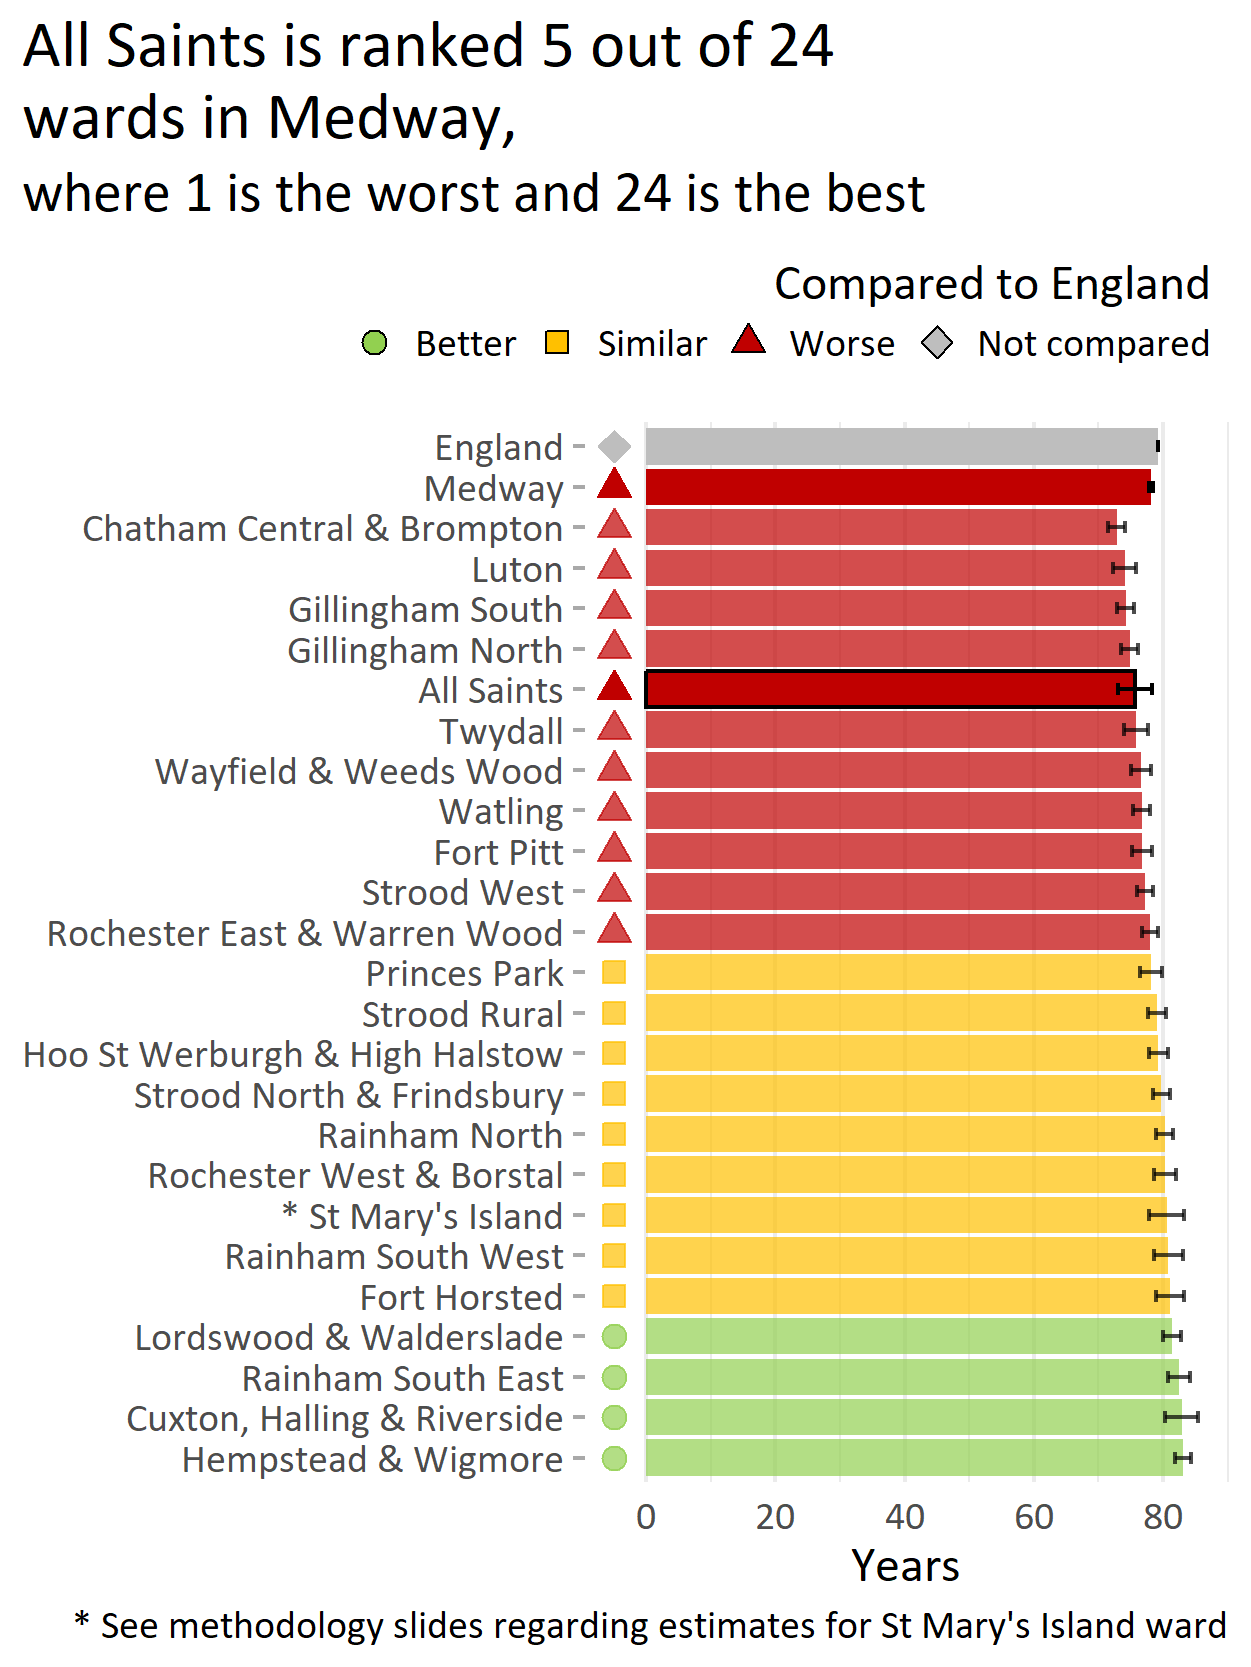 All Saints is ranked 5 out of 24
wards in Medway,
where 1 is the worst and 24 is the best
Compared to England
Better Similar Worse Not compared
England
Medway
Chatham Central & Brompton
Luton
Gillingham South
Gillingham North
All Saints
Twydall
Wayfield & Weeds Wood
Watling
Fort Pitt
Strood West
Rochester East & Warren Wood
Princes Park
Strood Rural
Hoo St Werburgh & High Halstow
Strood North & Frindsbury
Rainham North
Rochester West & Borstal
* St Mary's Island
Rainham South West
Fort Horsted
Lordswood & Walderslade
Rainham South East
Cuxton, Halling & Riverside
Hempstead & Wigmore
0 20 40 60 80
Years
* See methodology slides regarding estimates for St Mary's Island ward